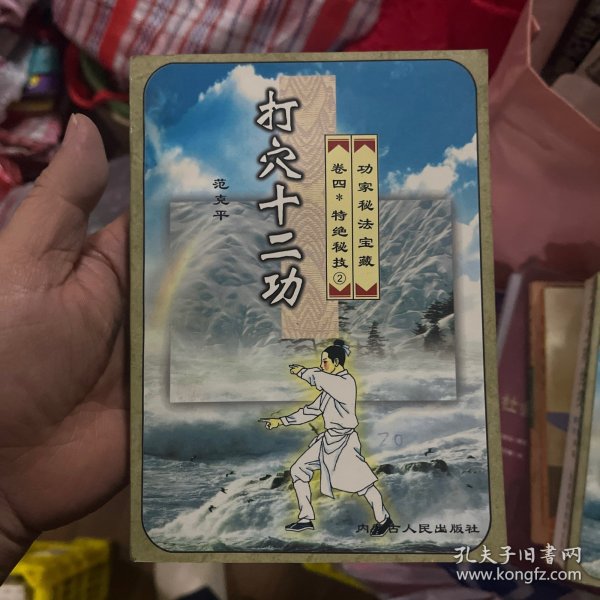 功家秘法宝藏
卷四*特绝秘技②
打穴十二功
范克平
70
内蒙古人民出版社
孔夫子旧书网
www.kongfz.com